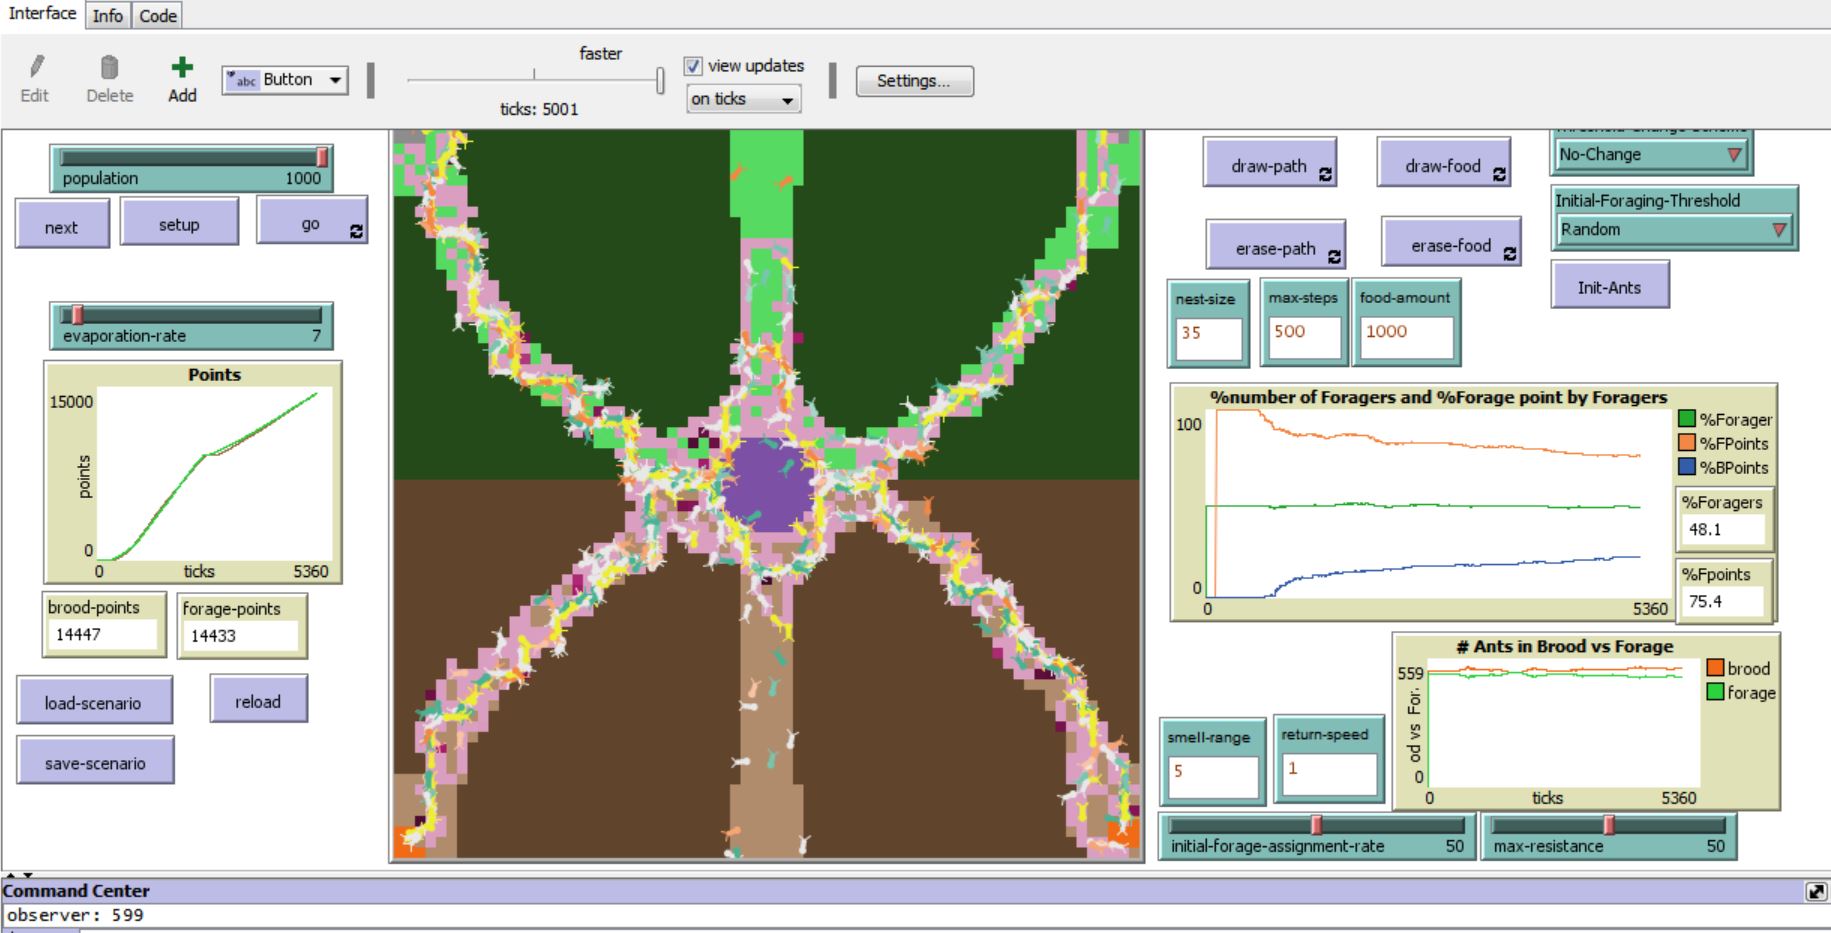 Interface Info Code
Edit
Delete
Add
abc Button
faster
ticks: 5001
view updates
on ticks
Settings...
population 1000
next
setup
go
evaporation-rate 7
Points
15000
points
0
0 ticks 5360
brood-points
14447
forage-points
14433
load-scenario
reload
save-scenario
draw-path
draw-food
Threshold-Change-Scheme
No-Change
erase-path
erase-food
Initial-Foraging-Threshold
Random
Init-Ants
nest-size
35
max-steps
500
food-amount
1000
%number of Foragers and %Forage point by Foragers
100
0
0 5360
%Forager
%FPoints
%BPoints
%Foragers
48.1
%Fpoints
75.4
# Ants in Brood vs Forage
559
od vs For.
0
0 ticks 5360
brood
forage
smell-range
5
return-speed
1
initial-forage-assignment-rate 50
max-resistance 50
Command Center
observer: 599